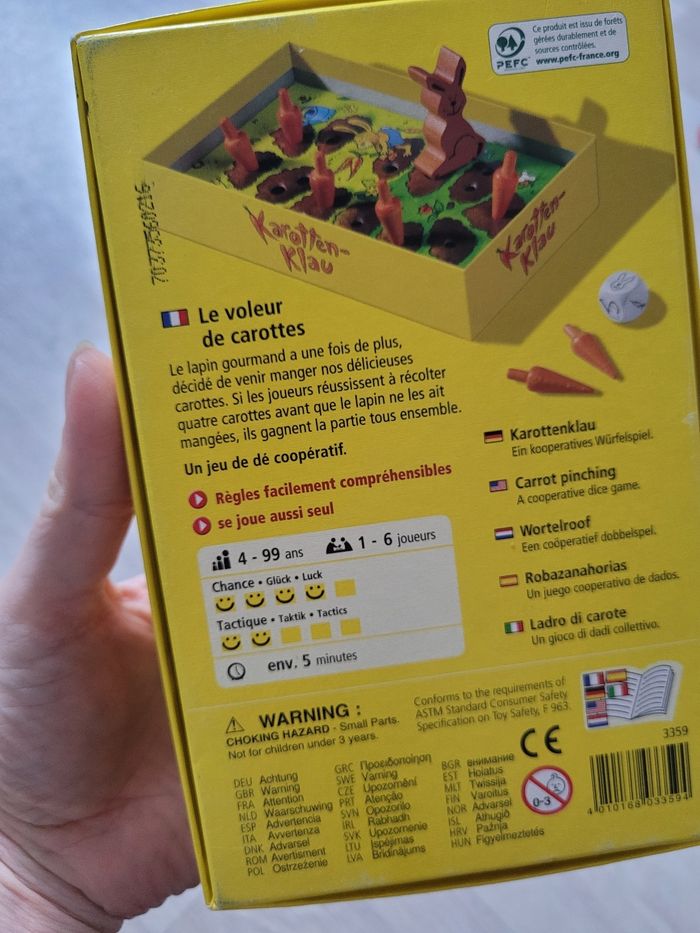 Ce produit est issu de forêts
gérées durablement et de
sources contrôlées.
www.pefc-france.org
PEFC
Karotten-
Klau
Karotten-
Klau
70373560216
Le voleur
de carottes
Le lapin gourmand a une fois de plus,
décidé de venir manger nos délicieuses
carottes. Si les joueurs réussissent à récolter
quatre carottes avant que le lapin ne les ait
mangées, ils gagnent la partie tous ensemble.
Un jeu de dé coopératif.
Règles facilement compréhensibles
se joue aussi seul
4 - 99 ans
1 - 6 joueurs
Chance • Glück • Luck
Tactique • Taktik • Tactics
env. 5 minutes
Karottenklau
Ein kooperatives Würfelspiel.
Carrot pinching
A cooperative dice game.
Wortelroof
Een coöperatief dobbelspel.
Robazanahorias
Un juego cooperativo de dados.
Ladro di carote
Un gioco di dadi collettivo.
WARNING :
CHOKING HAZARD - Small Parts.
Not for children under 3 years.
Conforms to the requirements of
ASTM Standard Consumer Safety
Specification on Toy Safety, F 963.
CE
0-3
3359
4 010168 033594
DEU Achtung
GBR Warning
FRA Attention
NLD Waarschuwing
ESP Advertencia
ITA Avvertenza
DNK Advarsel
ROM Avertisment
POL Ostrzeżenie
GRC Προειδοποίηση
SWE Varning
CZE Upozornění
PRT Atenção
SVN Opozorilo
IRL Rabhadh
SVK Upozornenie
LTU Įspėjimas
LVA Brīdinājums
BGR внимание
EST Hoiatus
MLT Twissija
FIN Varoitus
NOR Advarsel
ISL Athugið
HRV Pažnja
HUN Figyelmeztetés